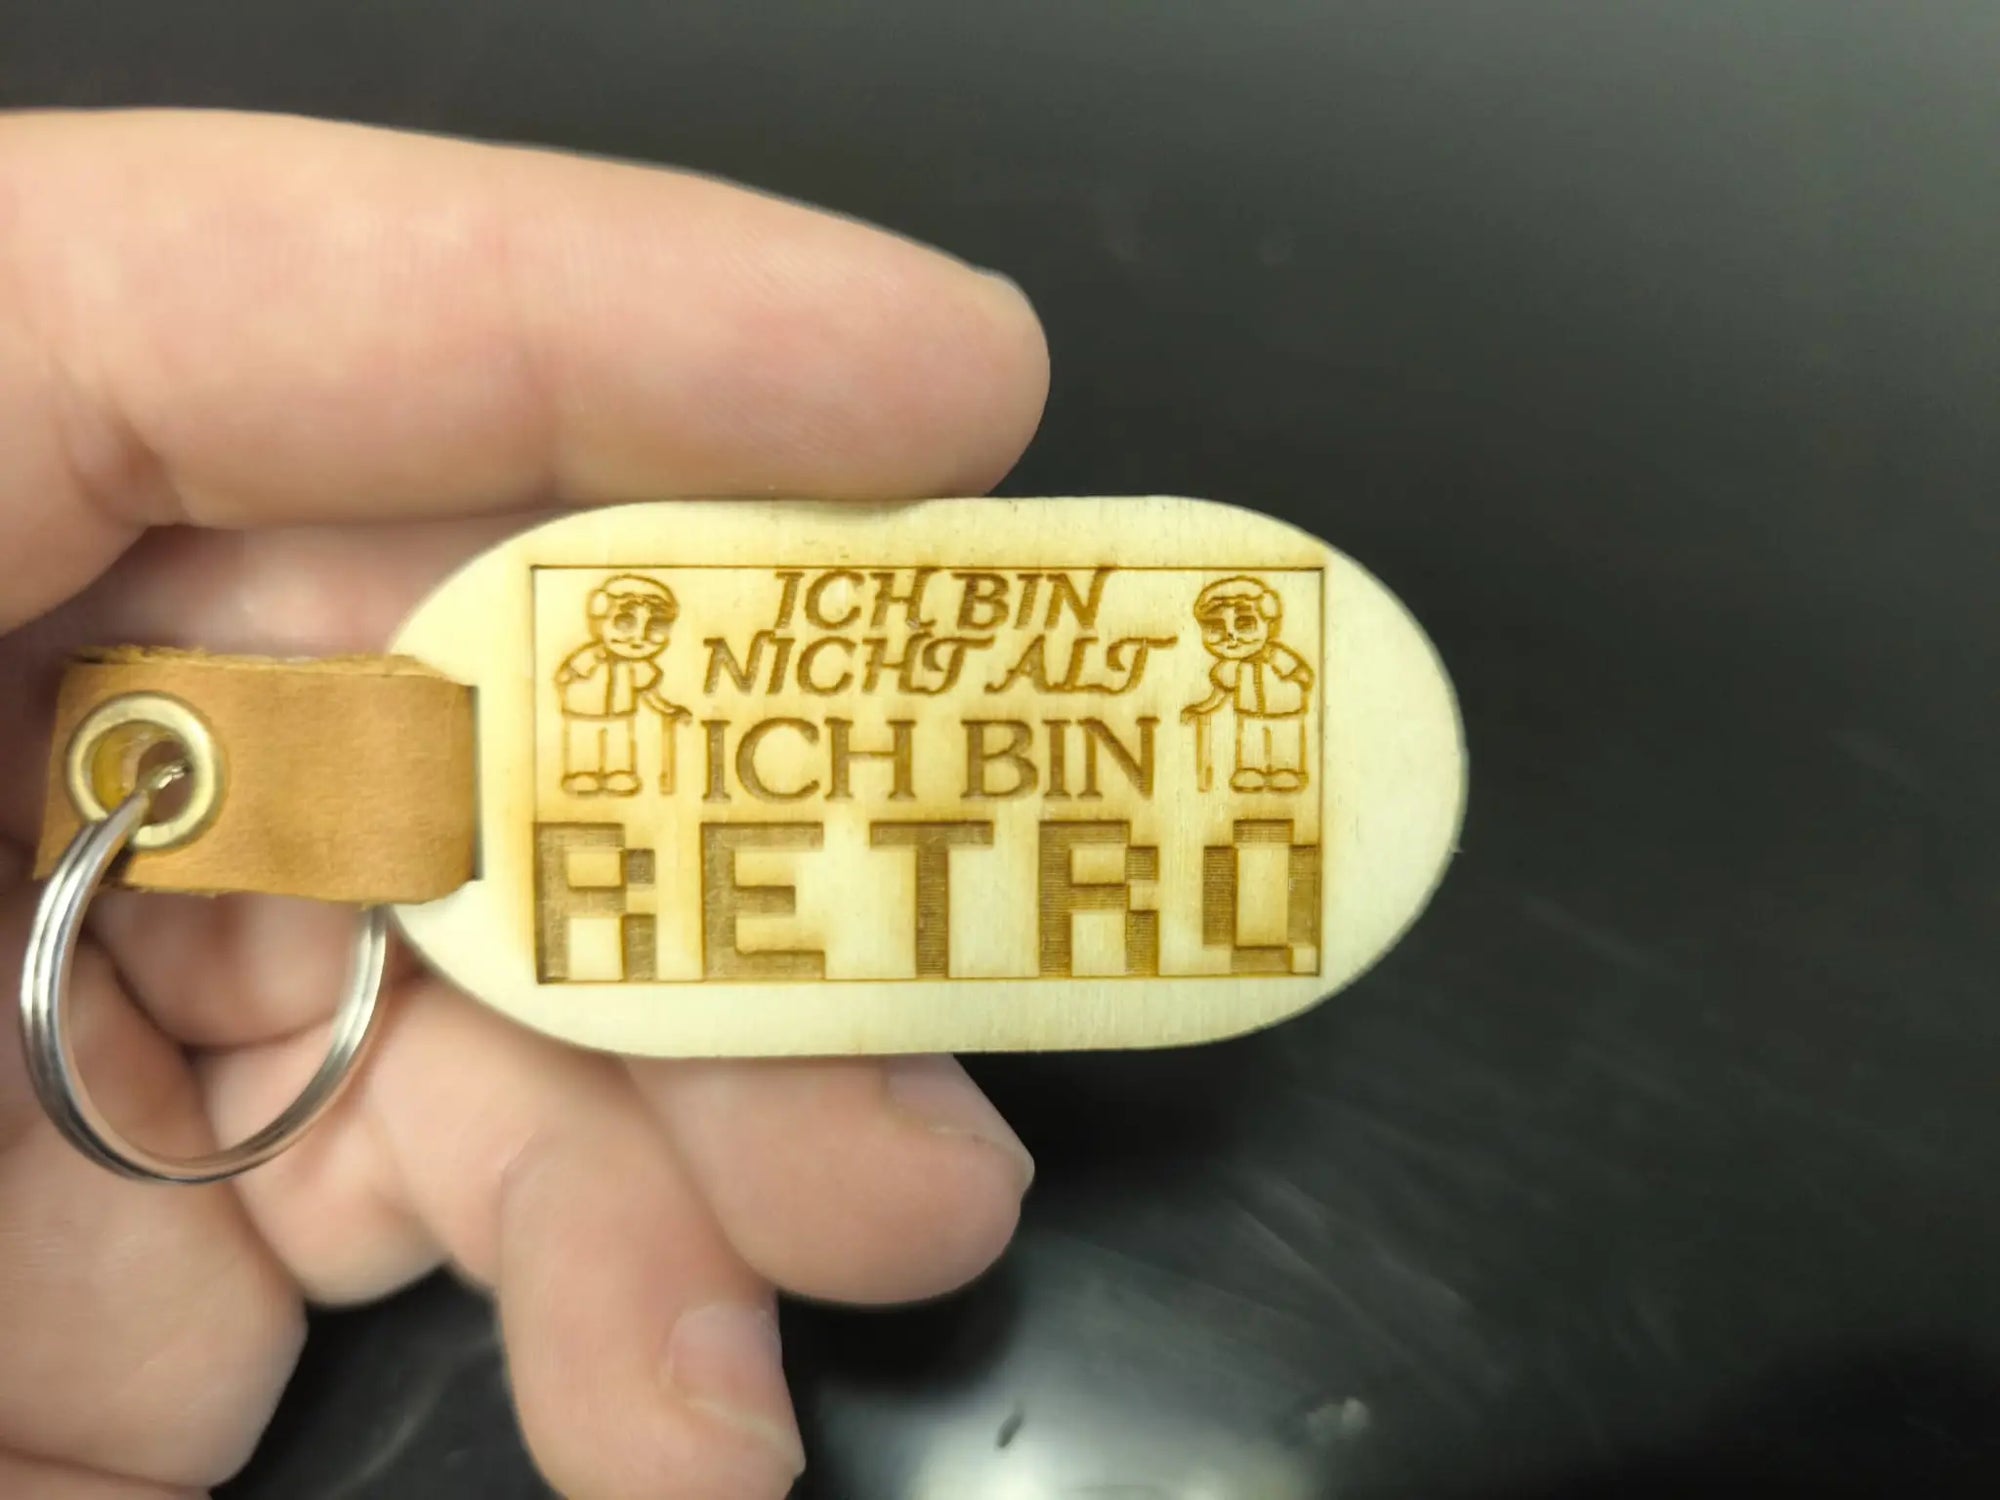 ICH BIN
NICHT ALT
ICH BIN
RETRO